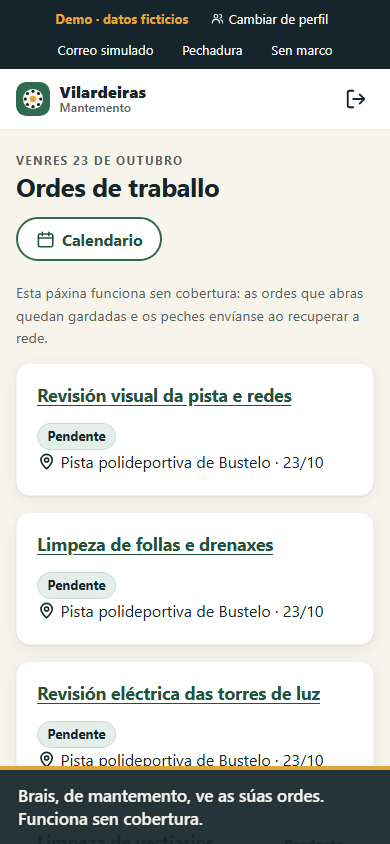 Demo · datos ficticios Cambiar de perfil
Correo simulado Pechadura Sen marco
Vilardeiras
Mantemento
VENRES 23 DE OUTUBRO
Ordes de traballo
Calendario
Esta páxina funciona sen cobertura: as ordes que abras
quedan gardadas e os peches envíanse ao recuperar a
rede.
Revisión visual da pista e redes
Pendente
Pista polideportiva de Bustelo · 23/10
Limpeza de follas e drenaxes
Pendente
Pista polideportiva de Bustelo · 23/10
Revisión eléctrica das torres de luz
Pendente
Pista polideportiva de Bustelo · 23/10
Brais, de mantemento, ve as súas ordes.
Funciona sen cobertura.